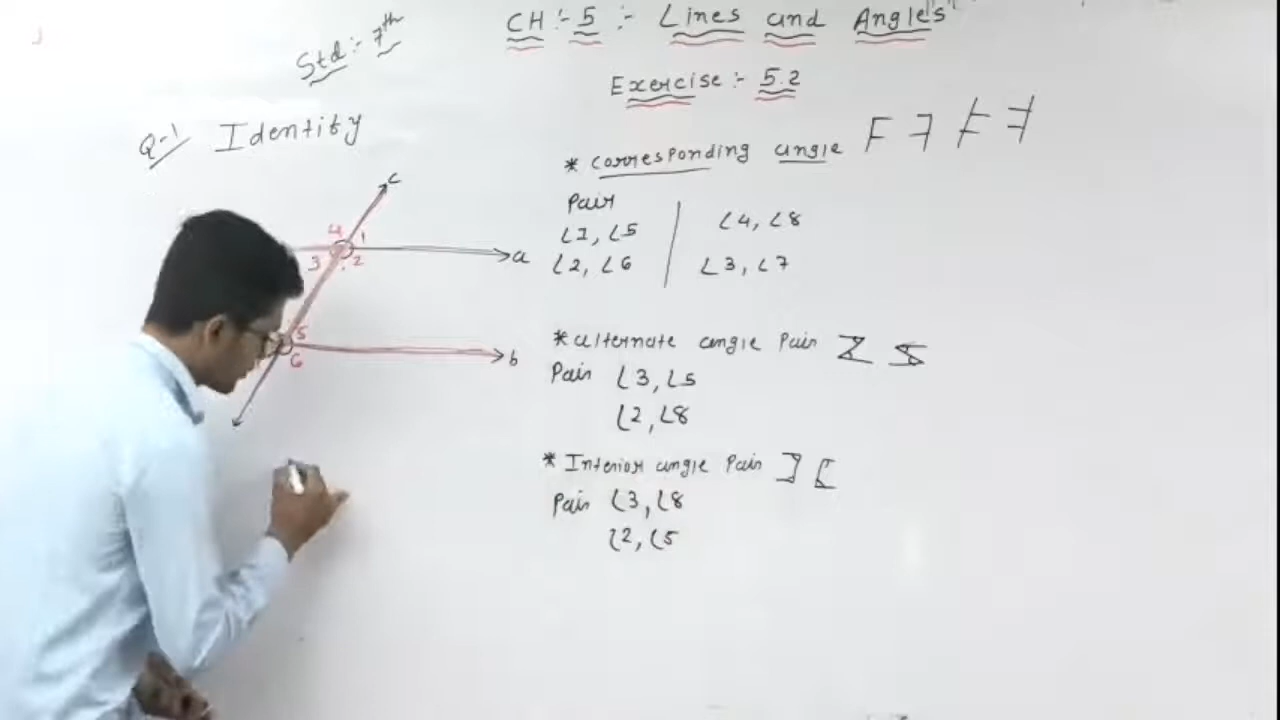 CH :- 5 :- Lines and Angles
Std :- 7th
Exercise :- 5.2
Q-1 Identity
* Corresponding angle F
Pair
∠1, ∠5
∠2, ∠6
∠4, ∠8
∠3, ∠7
c
4 1
3 2
a
5
6
b
* alternate angle Pair Z S
Pair ∠3, ∠5
∠2, ∠8
* Interior angle Pair
Pair ∠3, ∠8
∠2, ∠5